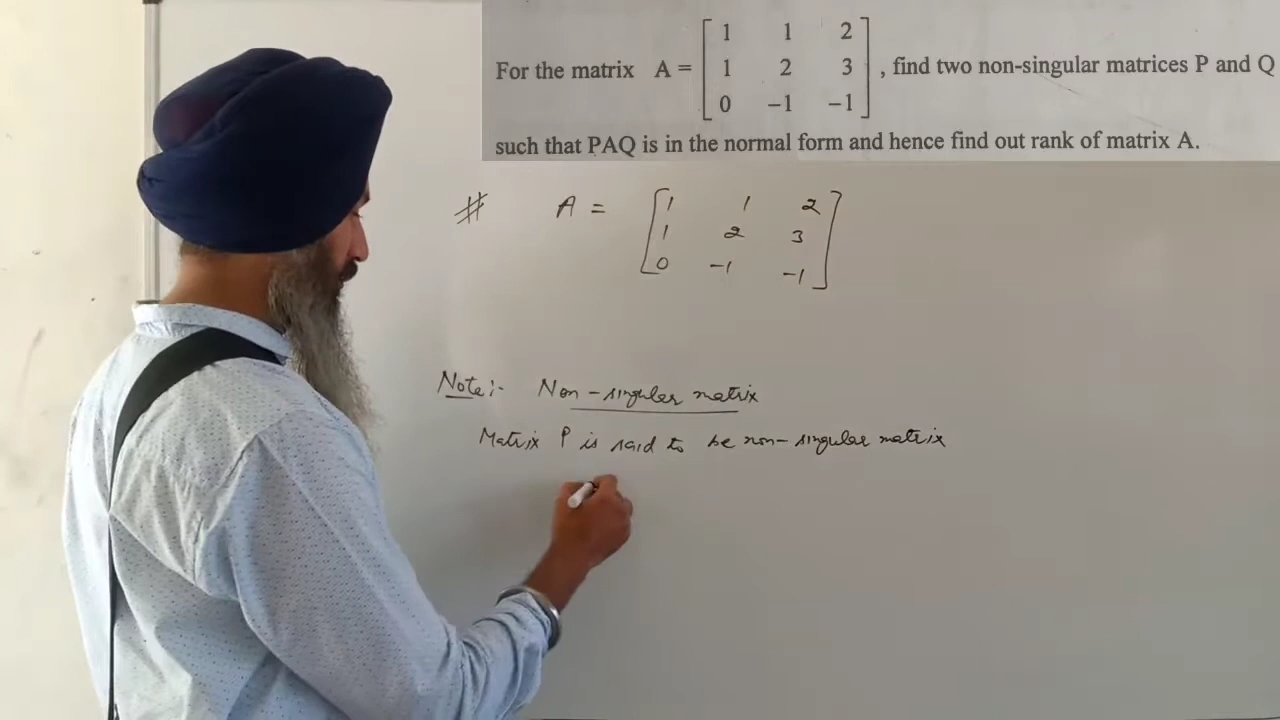 For the matrix A = [ 1 1 2
1 2 3
0 −1 −1 ] , find two non-singular matrices P and Q
such that PAQ is in the normal form and hence find out rank of matrix A.
# A = [ 1 1 2
1 2 3
0 -1 -1 ]
Note:- Non-singular matrix
Matrix P is said to be non-singular matrix